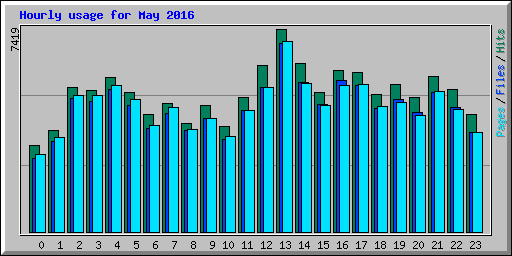 Hourly usage for May 2016
7419
Pages / Files / Hits
0 1 2 3 4 5 6 7 8 9 10 11 12 13 14 15 16 17 18 19 20 21 22 23